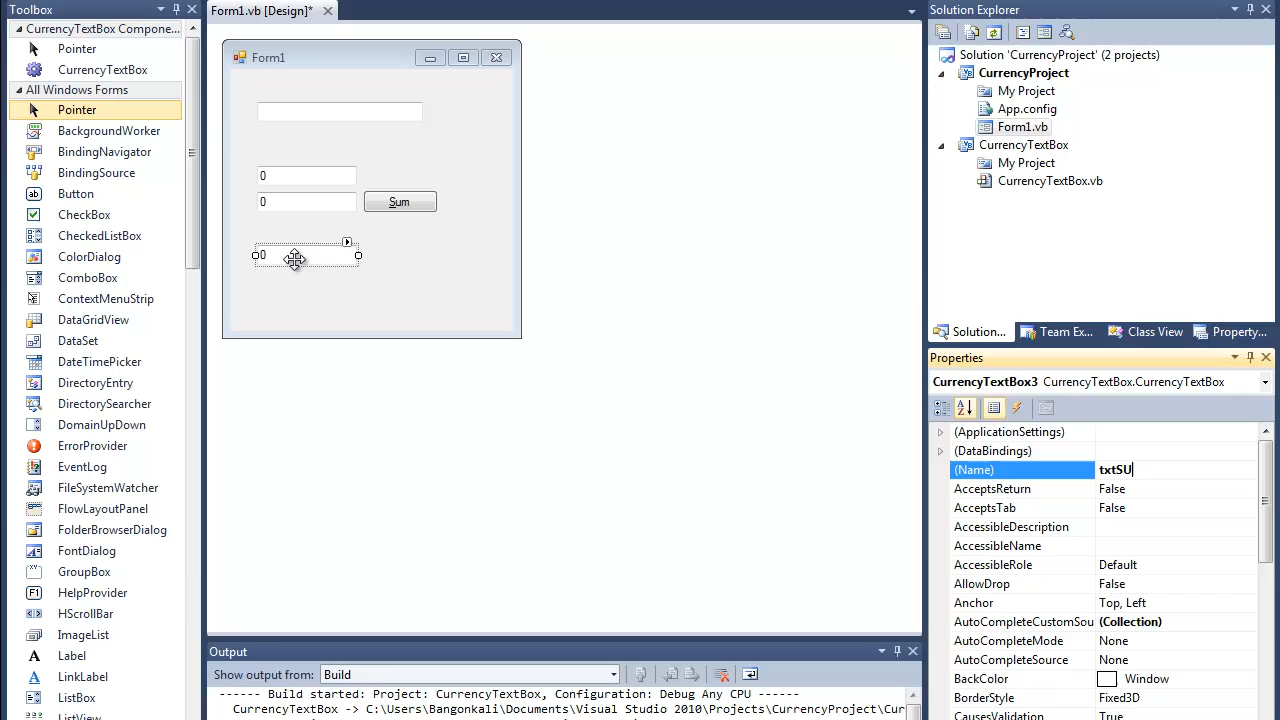 Toolbox
CurrencyTextBox Compone...
Pointer
CurrencyTextBox
All Windows Forms
Pointer
BackgroundWorker
BindingNavigator
BindingSource
Button
CheckBox
CheckedListBox
ColorDialog
ComboBox
ContextMenuStrip
DataGridView
DataSet
DateTimePicker
DirectoryEntry
DirectorySearcher
DomainUpDown
ErrorProvider
EventLog
FileSystemWatcher
FlowLayoutPanel
FolderBrowserDialog
FontDialog
GroupBox
HelpProvider
HScrollBar
ImageList
Label
LinkLabel
ListBox
ListView
Form1.vb [Design]*
Form1
0
0
Sum
0
Output
Show output from: Build
------ Build started: Project: CurrencyTextBox, Configuration: Debug Any CPU ------
CurrencyTextBox -> C:\Users\Bangonkali\Documents\Visual Studio 2010\Projects\CurrencyProject\Cur
Solution Explorer
Solution 'CurrencyProject' (2 projects)
CurrencyProject
My Project
App.config
Form1.vb
CurrencyTextBox
My Project
CurrencyTextBox.vb
Solution... Team Ex... Class View Property...
Properties
CurrencyTextBox3 CurrencyTextBox.CurrencyTextBox
(ApplicationSettings)
(DataBindings)
(Name) txtSU
AcceptsReturn False
AcceptsTab False
AccessibleDescription
AccessibleName
AccessibleRole Default
AllowDrop False
Anchor Top, Left
AutoCompleteCustomSou (Collection)
AutoCompleteMode None
AutoCompleteSource None
BackColor Window
BorderStyle Fixed3D
CausesValidation True